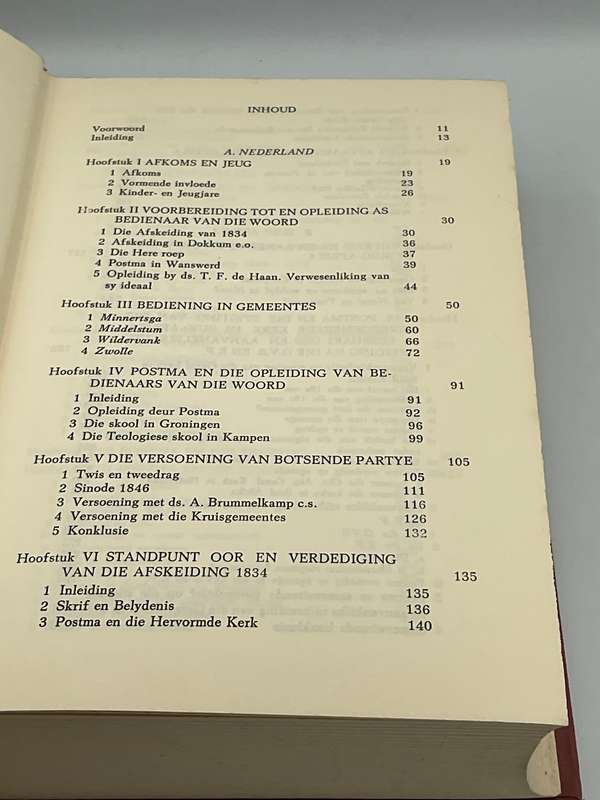 INHOUD
Voorwoord 11
Inleiding 13
A. NEDERLAND
Hoofstuk I AFKOMS EN JEUG 19
1 Afkoms 19
2 Vormende invloede 23
3 Kinder- en Jeugjare 26
Hoofstuk II VOORBEREIDING TOT EN OPLEIDING AS
BEDIENAAR VAN DIE WOORD 30
1 Die Afskeiding van 1834 30
2 Afskeiding in Dokkum e.o. 36
3 Die Here roep 37
4 Postma in Wanswerd 39
5 Opleiding by ds. T. F. de Haan. Verwesenliking van
sy ideaal 44
Hoofstuk III BEDIENING IN GEMEENTES 50
1 Minnertsga 50
2 Middelstum 60
3 Wildervank 66
4 Zwolle 72
Hoofstuk IV POSTMA EN DIE OPLEIDING VAN BE-
DIENAARS VAN DIE WOORD 91
1 Inleiding 91
2 Opleiding deur Postma 92
3 Die skool in Groningen 96
4 Die Teologiese skool in Kampen 99
Hoofstuk V DIE VERSOENING VAN BOTSENDE PARTYE 105
1 Twis en tweedrag 105
2 Sinode 1846 111
3 Versoening met ds. A. Brummelkamp c.s. 116
4 Versoening met die Kruisgemeentes 126
5 Konklusie 132
Hoofstuk VI STANDPUNT OOR EN VERDEDIGING
VAN DIE AFSKEIDING 1834 135
1 Inleiding 135
2 Skrif en Belydenis 136
3 Postma en die Hervormde Kerk 140